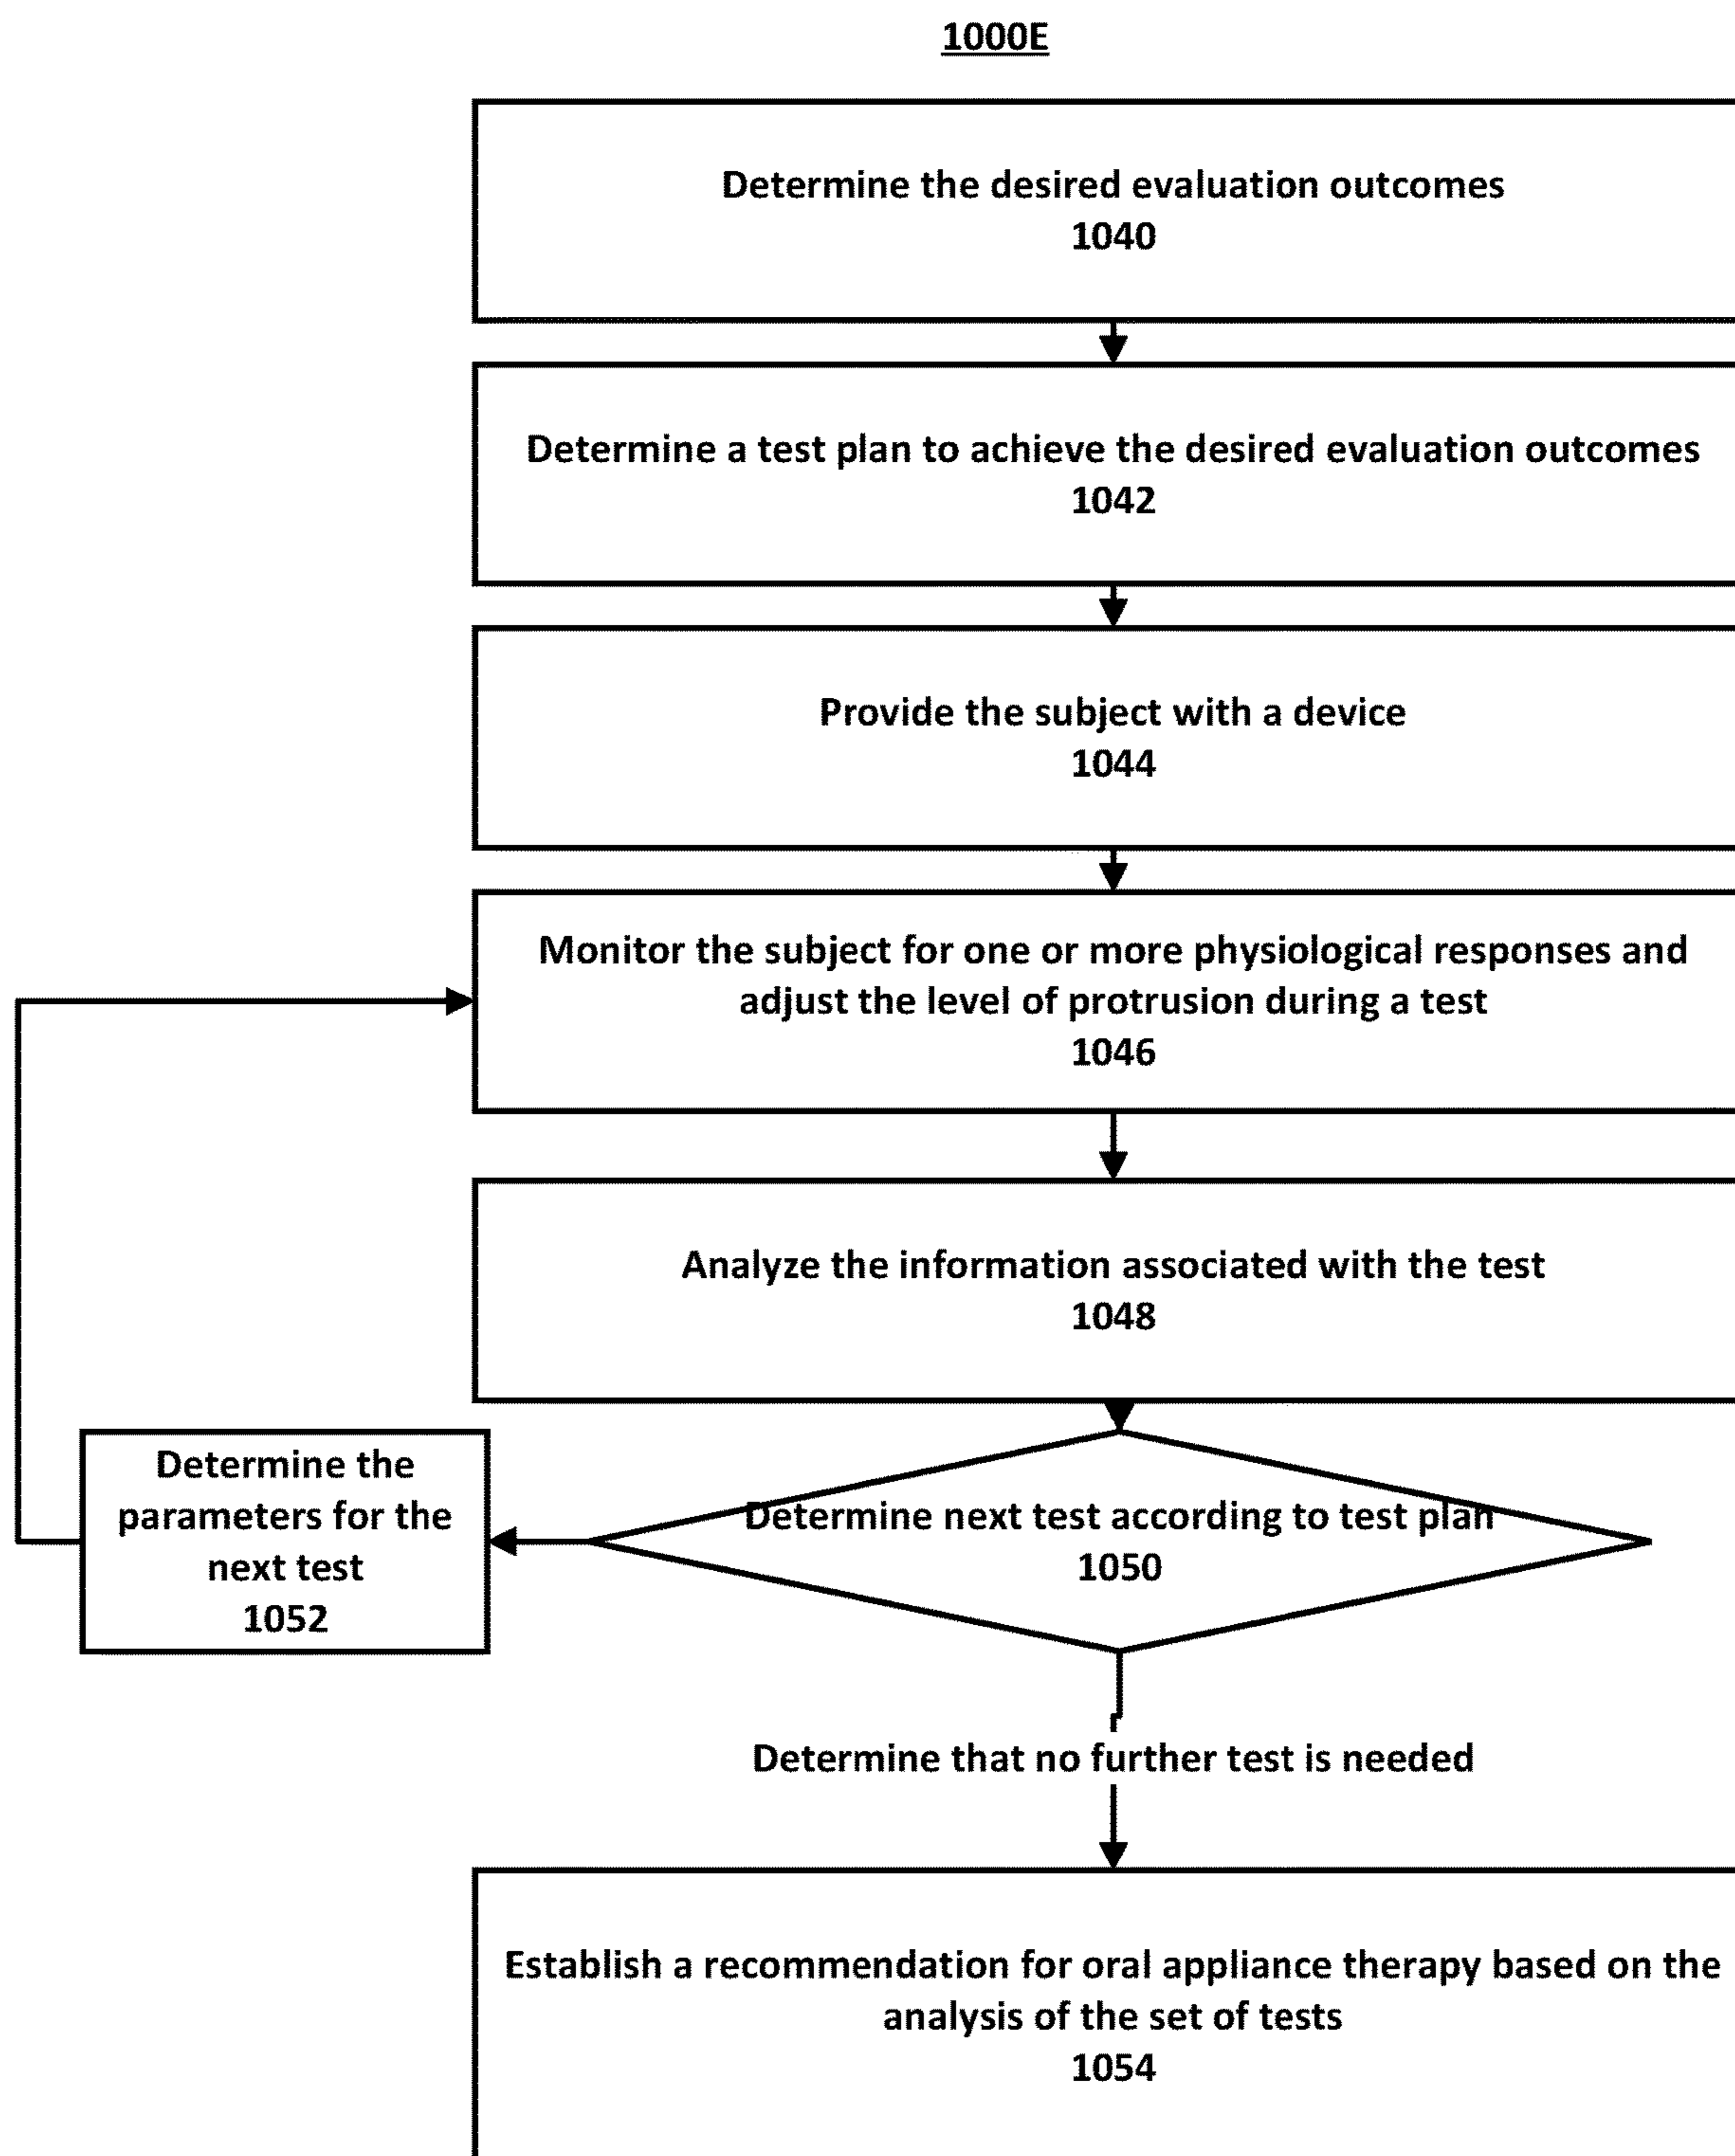 1000E
Determine the desired evaluation outcomes
1040
Determine a test plan to achieve the desired evaluation outcomes
1042
Provide the subject with a device
1044
Monitor the subject for one or more physiological responses and
adjust the level of protrusion during a test
1046
Analyze the information associated with the test
1048
Determine next test according to test plan
1050
Determine the
parameters for the
next test
1052
Determine that no further test is needed
Establish a recommendation for oral appliance therapy based on the
analysis of the set of tests
1054